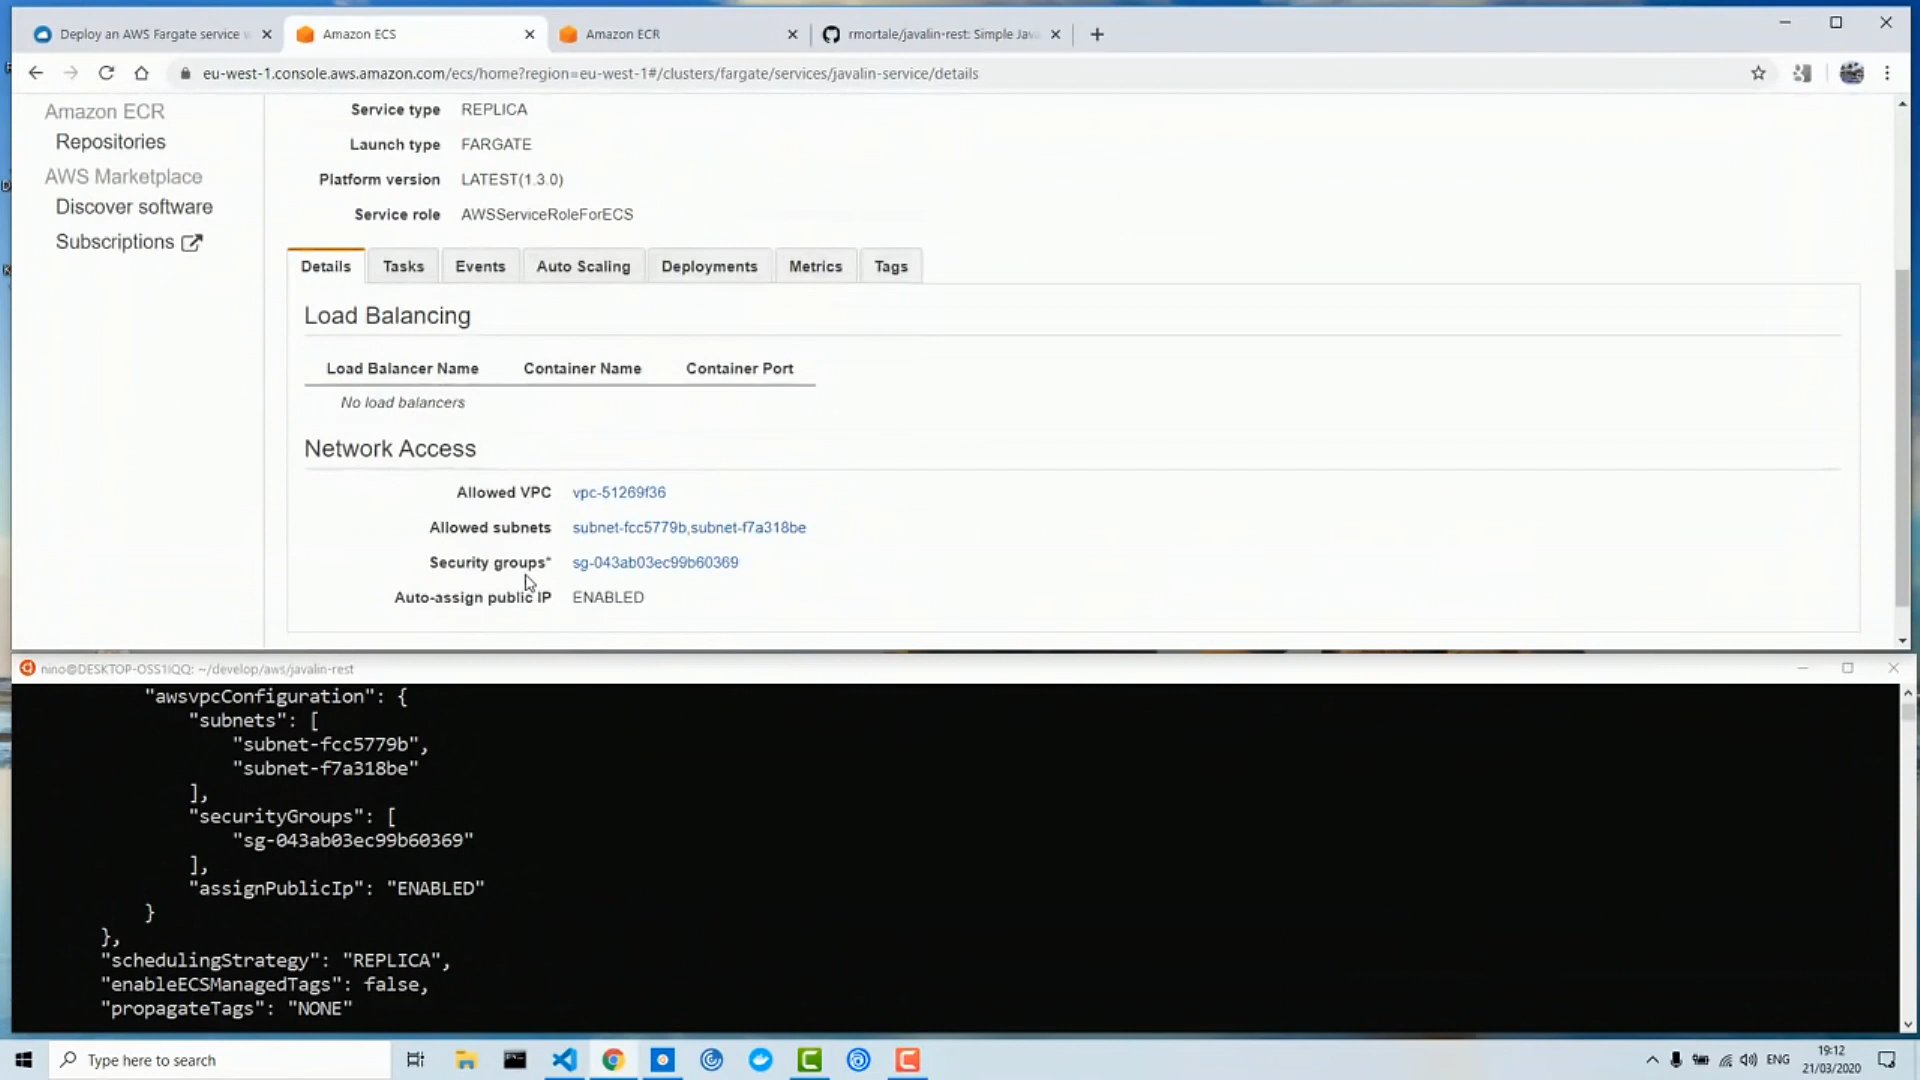 Deploy an AWS Fargate service
Amazon ECS
Amazon ECR
rmortale/javalin-rest: Simple Jav
eu-west-1.console.aws.amazon.com/ecs/home?region=eu-west-1#/clusters/fargate/services/javalin-service/details
Amazon ECR
Repositories
AWS Marketplace
Discover software
Subscriptions
Service type REPLICA
Launch type FARGATE
Platform version LATEST(1.3.0)
Service role AWSServiceRoleForECS
Details Tasks Events Auto Scaling Deployments Metrics Tags
Load Balancing
Load Balancer Name Container Name Container Port
No load balancers
Network Access
Allowed VPC vpc-51269f36
Allowed subnets subnet-fcc5779b,subnet-f7a318be
Security groups* sg-043ab03ec99b60369
Auto-assign public IP ENABLED
nino@DESKTOP-OSS1IQQ: ~/develop/aws/javalin-rest
"awsvpcConfiguration": {
"subnets": [
"subnet-fcc5779b",
"subnet-f7a318be"
],
"securityGroups": [
"sg-043ab03ec99b60369"
],
"assignPublicIp": "ENABLED"
}
},
"schedulingStrategy": "REPLICA",
"enableECSManagedTags": false,
"propagateTags": "NONE"
Type here to search
ENG
19:12
21/03/2020